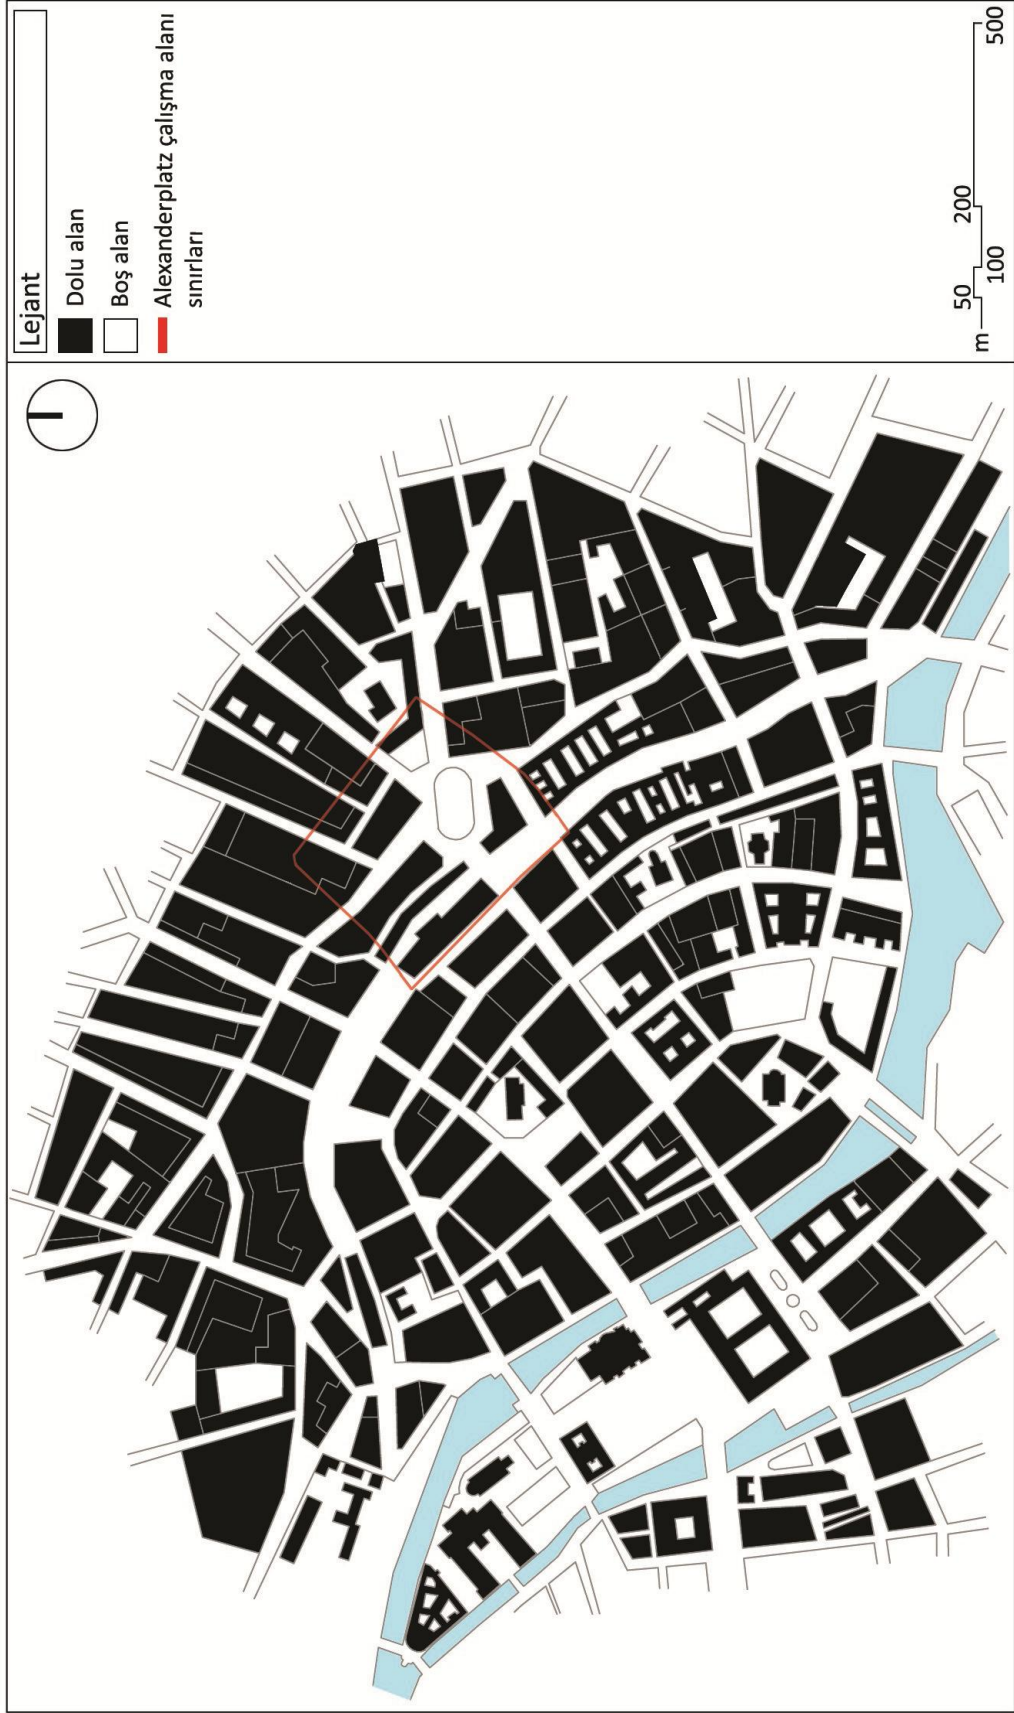 Lejant
Dolu alan
Boş alan
Alexanderplatz çalışma alanı
sınırları
m 50 100 200 500